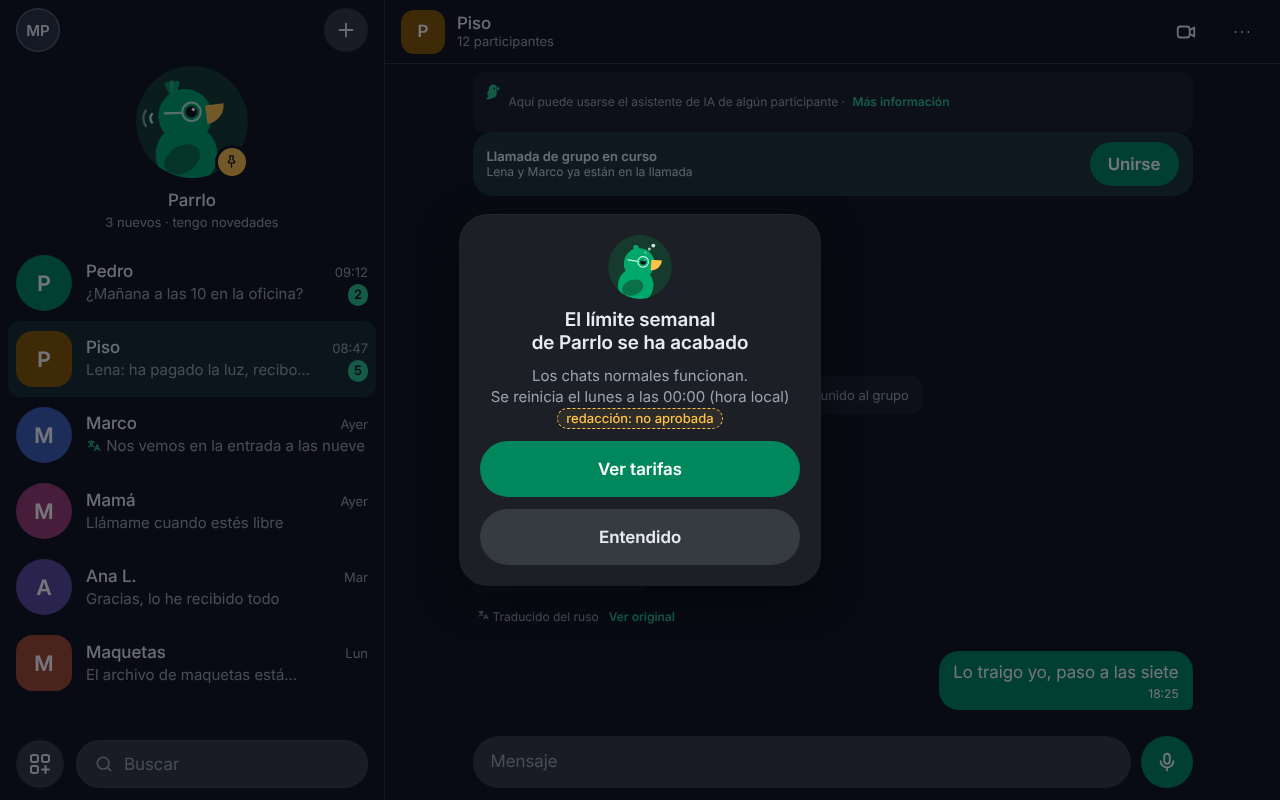 MP
Parrlo
3 nuevos · tengo novedades
Pedro
09:12
¿Mañana a las 10 en la oficina?
2
P
Piso
08:47
Lena: ha pagado la luz, recibo...
5
P
Marco
Ayer
Nos vemos en la entrada a las nueve
M
Mamá
Ayer
Llámame cuando estés libre
M
Ana L.
Mar
Gracias, lo he recibido todo
A
Maquetas
Lun
El archivo de maquetas está...
M
Buscar
P
Piso
12 participantes
Aquí puede usarse el asistente de IA de algún participante · Más información
Llamada de grupo en curso
Lena y Marco ya están en la llamada
Unirse
unido al grupo
El límite semanal
de Parrlo se ha acabado
Los chats normales funcionan.
Se reinicia el lunes a las 00:00 (hora local)
redacción: no aprobada
Ver tarifas
Entendido
Traducido del ruso Ver original
Lo traigo yo, paso a las siete
18:25
Mensaje